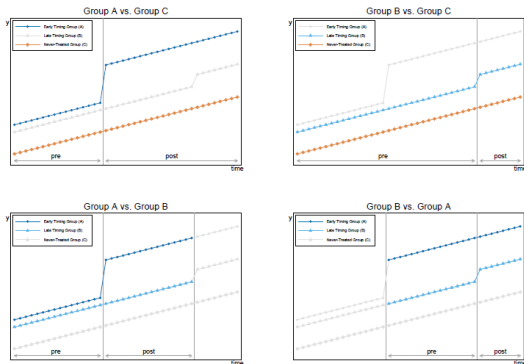 Group A vs. Group C
y
Early Timing Group (A)
Late Timing Group (B)
Never-Treated Group (C)
pre
post
time
Group B vs. Group C
y
Early Timing Group (A)
Late Timing Group (B)
Never-Treated Group (C)
pre
post
time
Group A vs. Group B
y
Early Timing Group (A)
Late Timing Group (B)
Never-Treated Group (C)
pre
post
time
Group B vs. Group A
y
Early Timing Group (A)
Late Timing Group (B)
Never-Treated Group (C)
pre
post
time